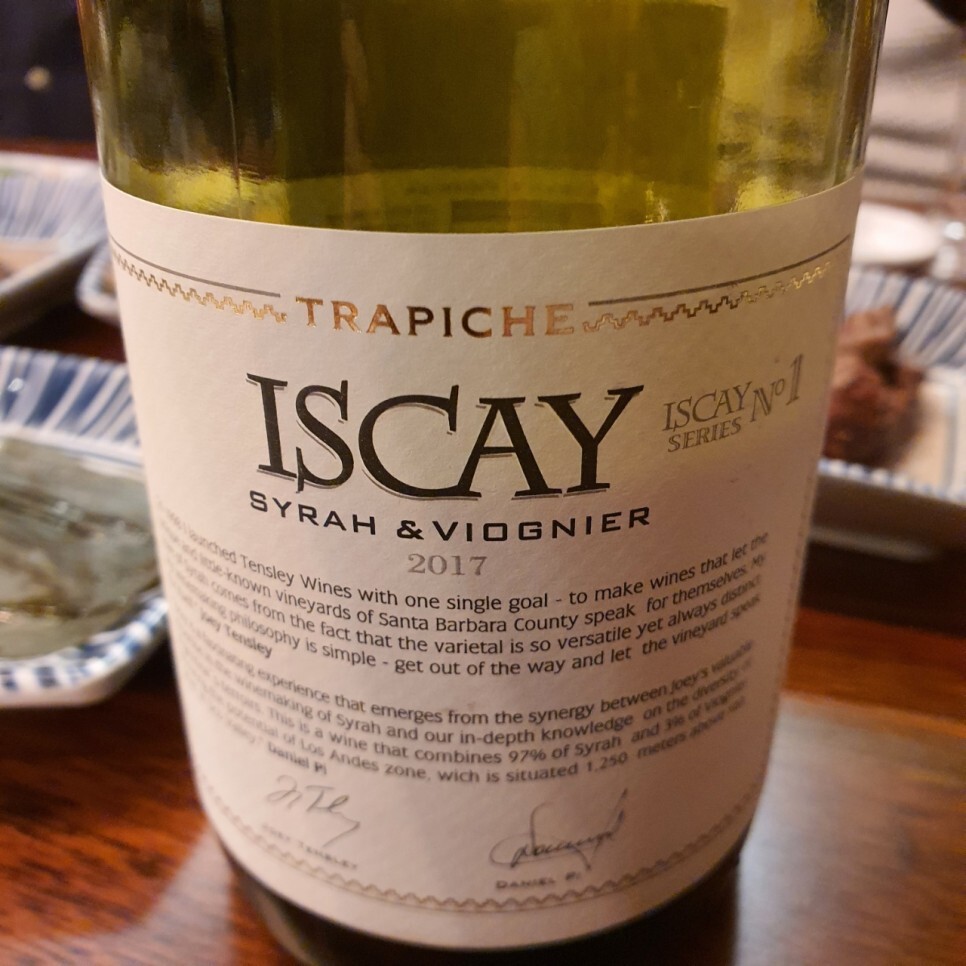 TRAPICHE
ISCAY
ISCAY
SERIES No1
SYRAH & VIOGNIER
2017
launched Tensley Wines with one single goal - to make wines that let the
and little-known vineyards of Santa Barbara County speak for themselves. My
Syrah comes from the fact that the varietal is so versatile yet always distinct.
philosophy is simple - get out of the way and let the vineyard speak
Joey Tensley
experience that emerges from the synergy between Joey's valuable
winemaking of Syrah and our in-depth knowledge on the diversity of
This is a wine that combines 97% of Syrah and 3% of Viognier
potential of Los Andes zone, wich is situated 1.250 meters above
Daniel Pi
TENSLEY
DANIEL Pi